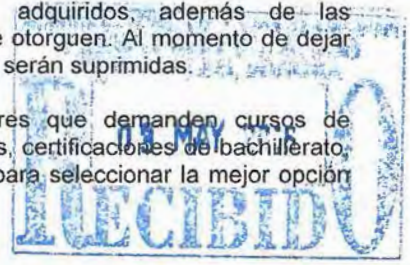 adquiridos, además de las
otorguen. Al momento de dejar
serán suprimidas.
que demanden cursos de
certificaciones de bachillerato,
para seleccionar la mejor opción
MAY
RECIBIDO